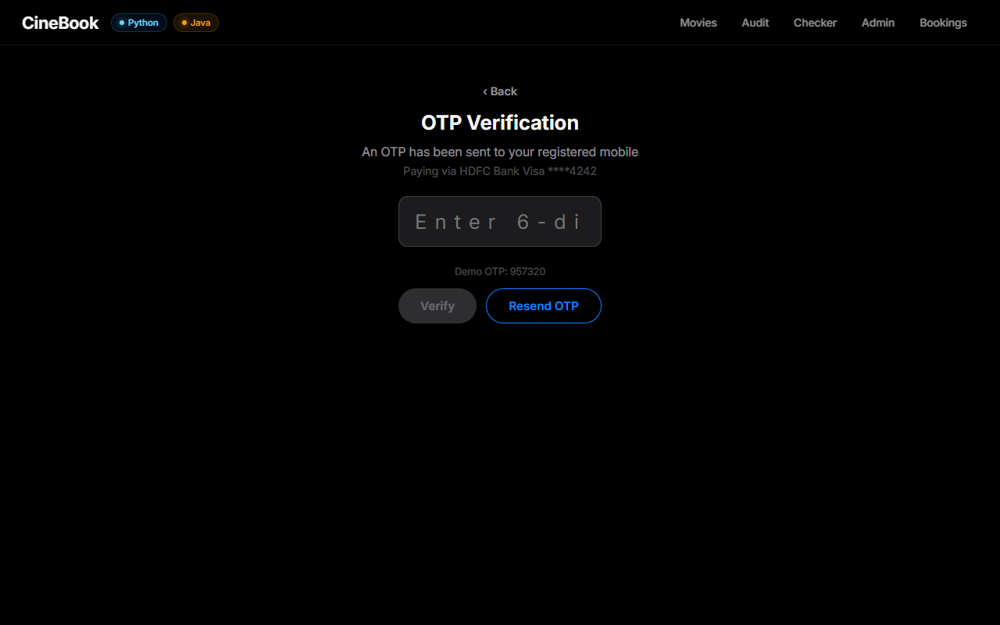 CineBook Python Java Movies Audit Checker Admin Bookings
‹ Back
OTP Verification
An OTP has been sent to your registered mobile
Paying via HDFC Bank Visa ****4242
Enter 6-di
Demo OTP: 957320
Verify Resend OTP